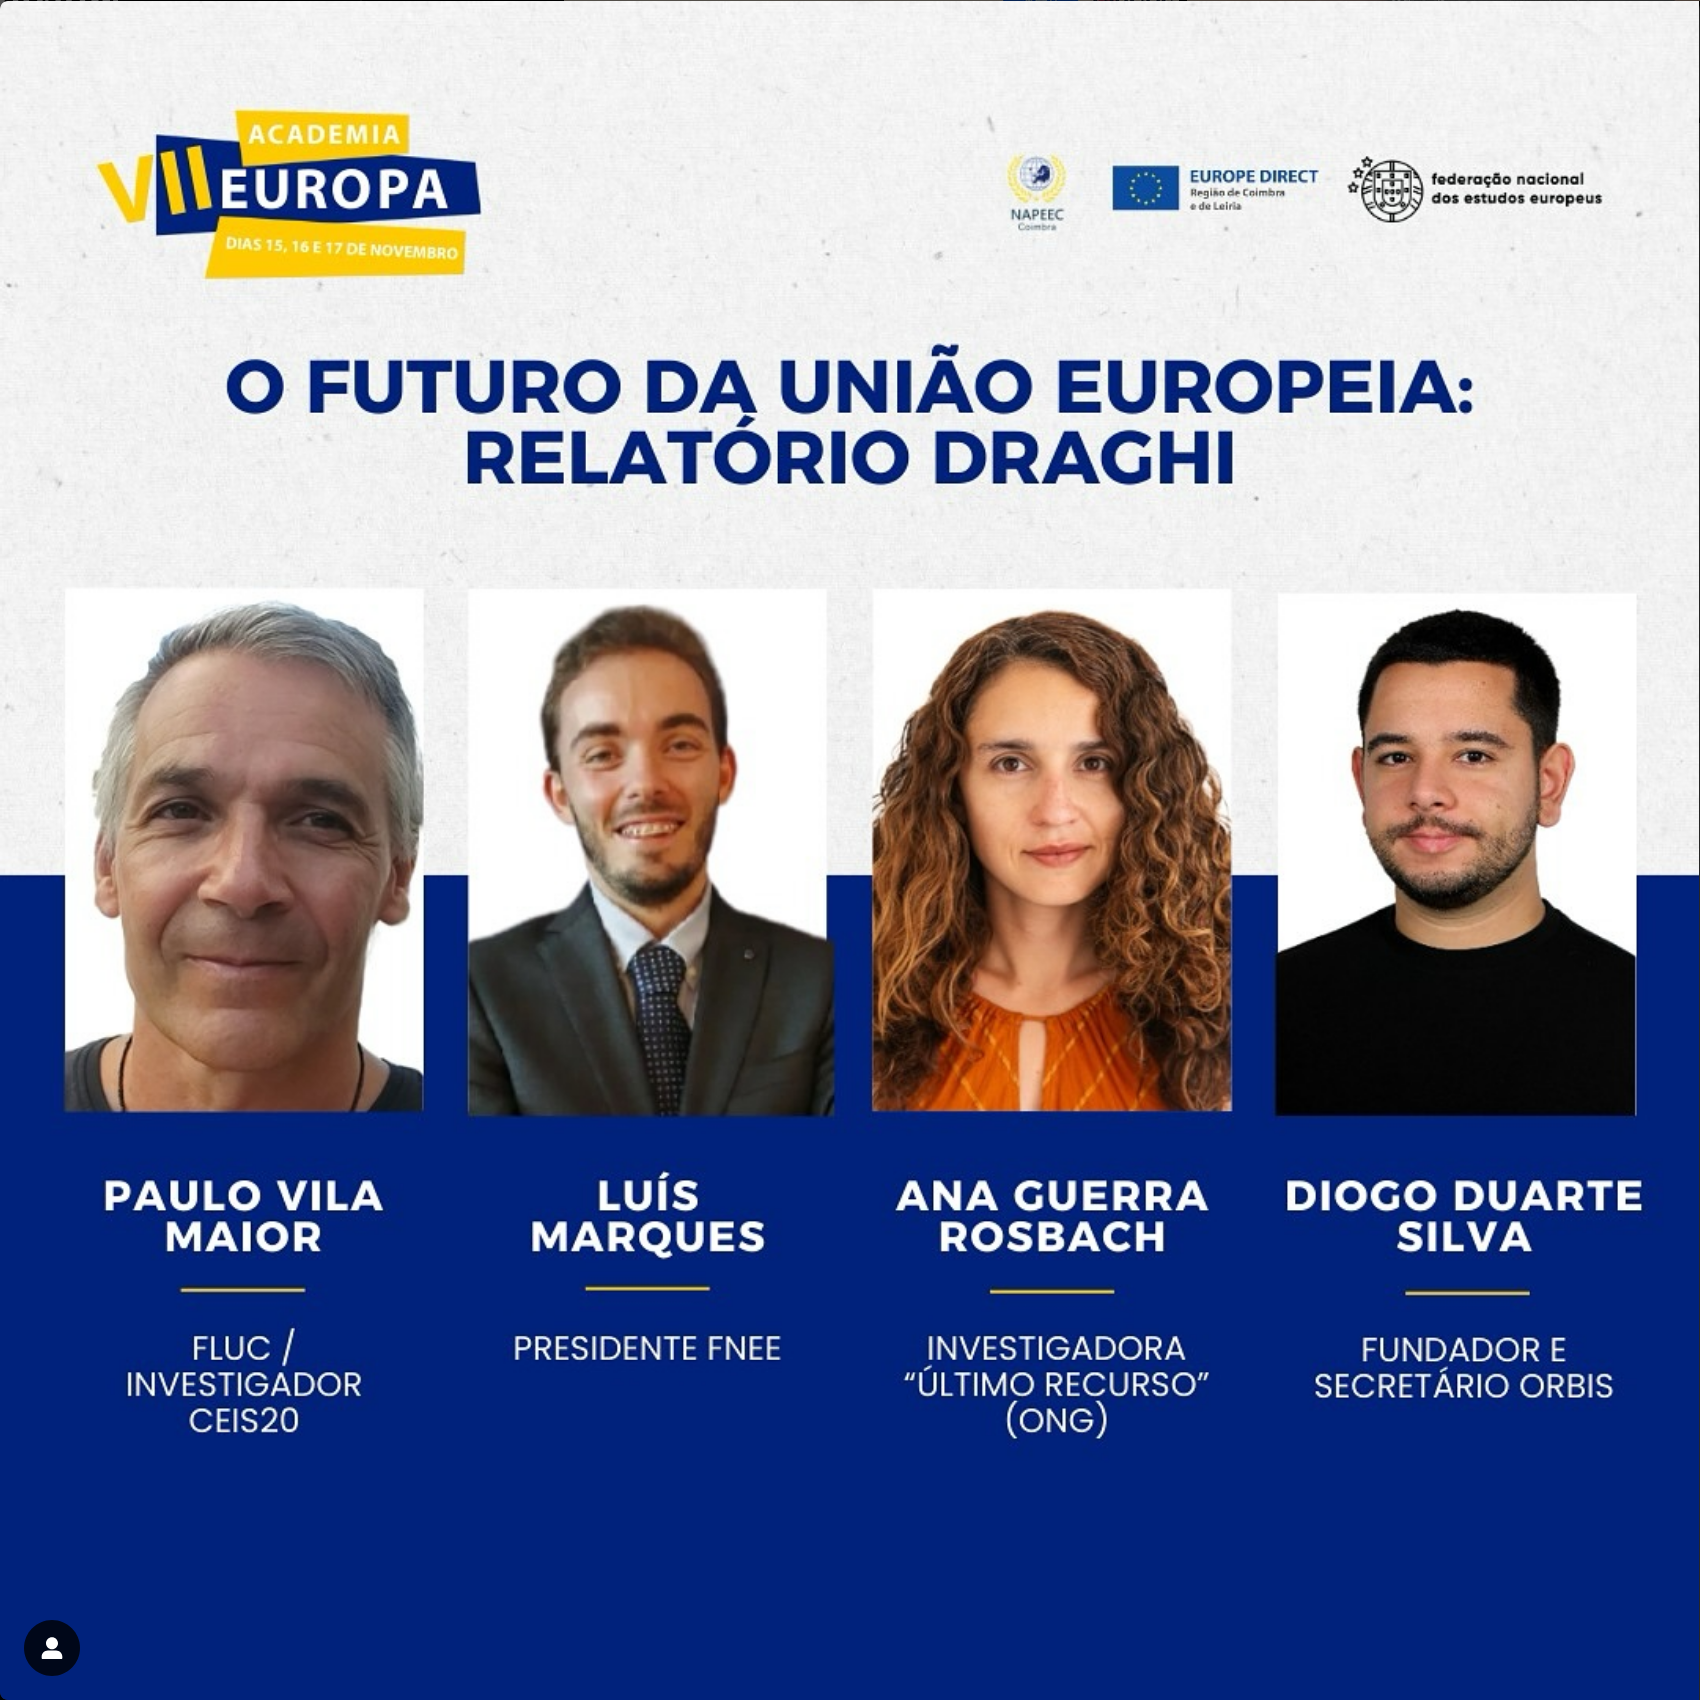 ACADEMIA
VII EUROPA
DIAS 15, 16 E 17 DE NOVEMBRO
NAPEEC
Coimbra
EUROPE DIRECT
Região de Coimbra
e de Leiria
federação nacional
dos estudos europeus
O FUTURO DA UNIÃO EUROPEIA:
RELATÓRIO DRAGHI
PAULO VILA
MAIOR
FLUC /
INVESTIGADOR
CEIS20
LUÍS
MARQUES
PRESIDENTE FNEE
ANA GUERRA
ROSBACH
INVESTIGADORA
“ÚLTIMO RECURSO”
(ONG)
DIOGO DUARTE
SILVA
FUNDADOR E
SECRETÁRIO ORBIS